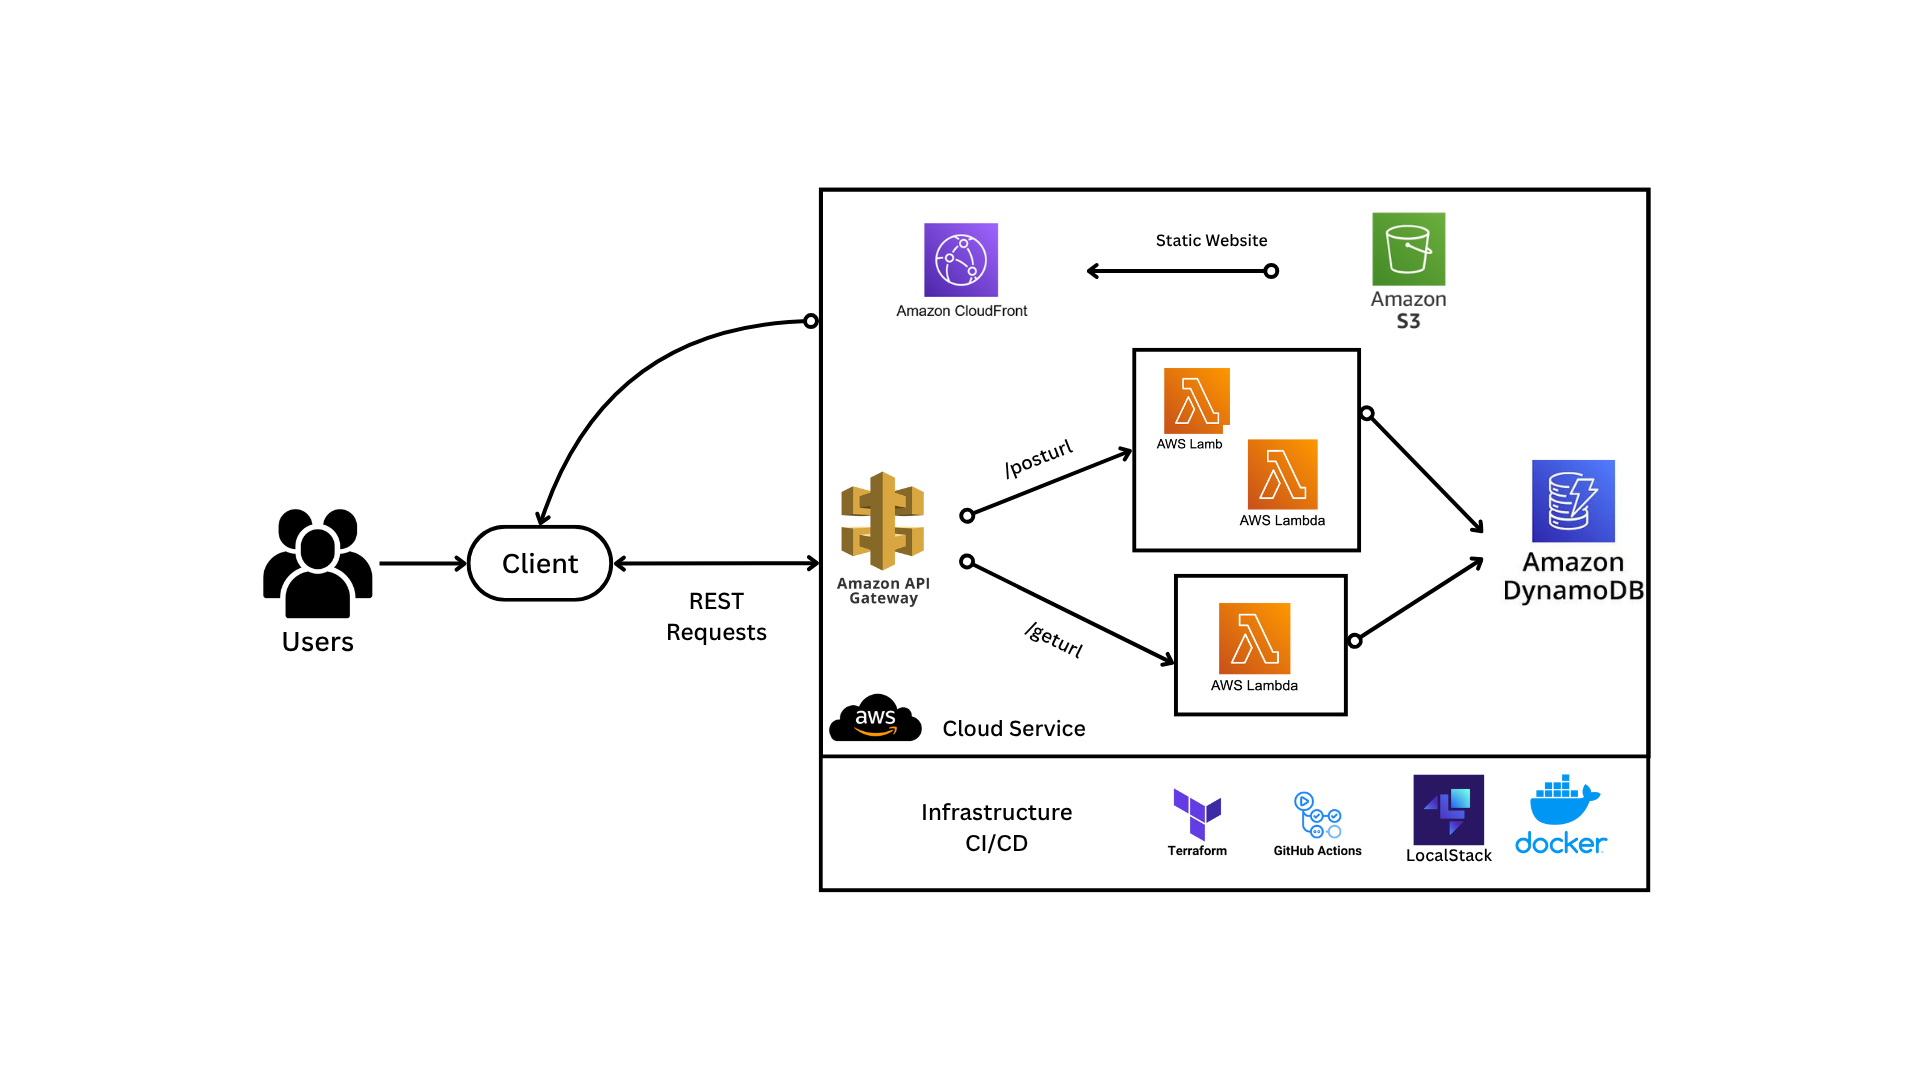 Static Website
Amazon CloudFront
Amazon
S3
AWS Lamb
AWS Lambda
/posturl
Amazon API
Gateway
/geturl
AWS Lambda
Amazon
DynamoDB
Users
Client
REST
Requests
aws
Cloud Service
Infrastructure
CI/CD
Terraform
GitHub Actions
LocalStack
docker